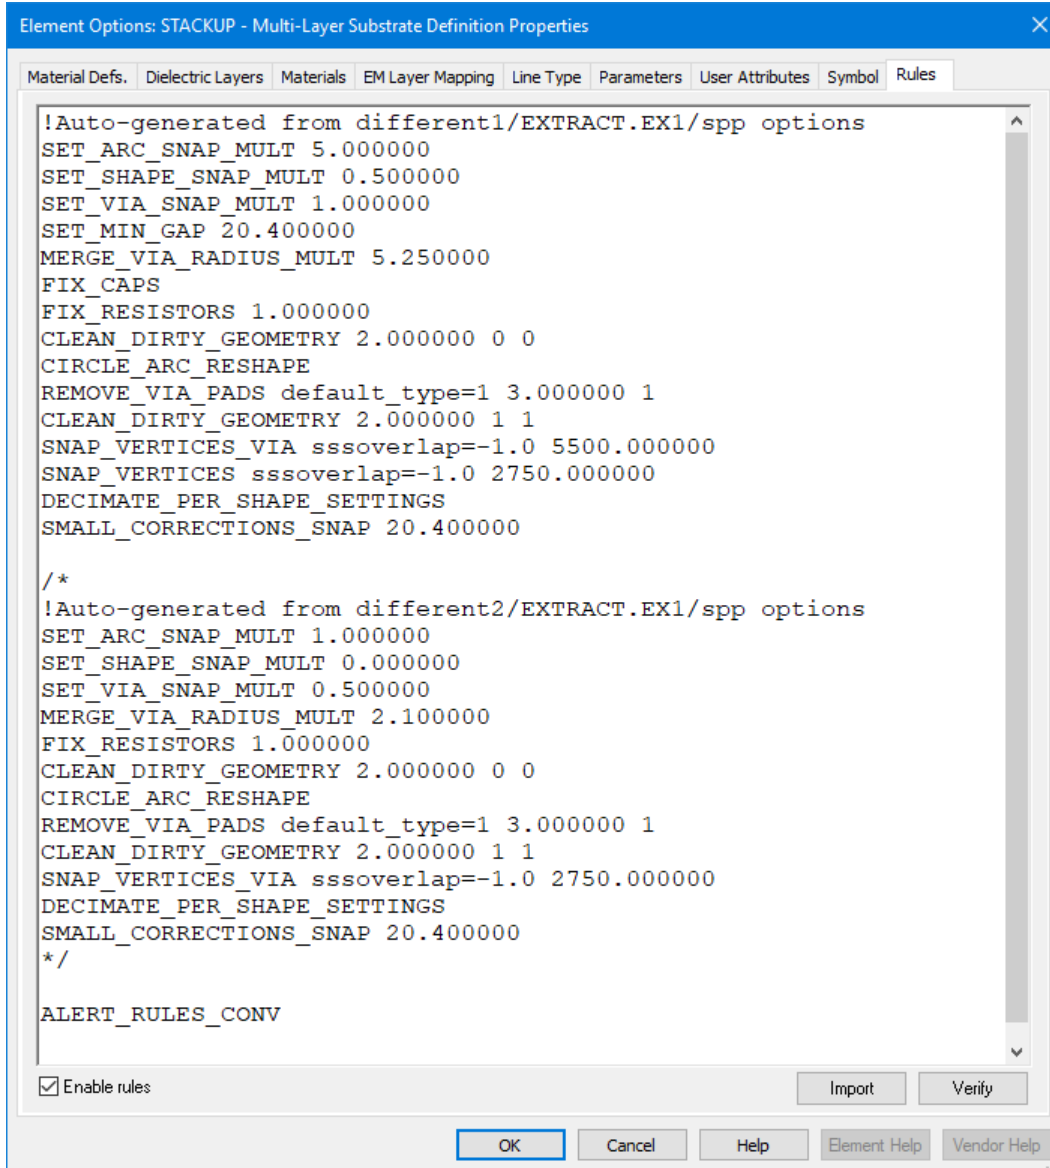 Element Options: STACKUP - Multi-Layer Substrate Definition Properties
Material Defs. Dielectric Layers Materials EM Layer Mapping Line Type Parameters User Attributes Symbol Rules
!Auto-generated from different1/EXTRACT.EX1/spp options
SET_ARC_SNAP_MULT 5.000000
SET_SHAPE_SNAP_MULT 0.500000
SET_VIA_SNAP_MULT 1.000000
SET_MIN_GAP 20.400000
MERGE_VIA_RADIUS_MULT 5.250000
FIX_CAPS
FIX_RESISTORS 1.000000
CLEAN_DIRTY_GEOMETRY 2.000000 0 0
CIRCLE_ARC_RESHAPE
REMOVE_VIA_PADS default_type=1 3.000000 1
CLEAN_DIRTY_GEOMETRY 2.000000 1 1
SNAP_VERTICES_VIA sssoverlap=-1.0 5500.000000
SNAP_VERTICES sssoverlap=-1.0 2750.000000
DECIMATE_PER_SHAPE_SETTINGS
SMALL_CORRECTIONS_SNAP 20.400000
/*
!Auto-generated from different2/EXTRACT.EX1/spp options
SET_ARC_SNAP_MULT 1.000000
SET_SHAPE_SNAP_MULT 0.000000
SET_VIA_SNAP_MULT 0.500000
MERGE_VIA_RADIUS_MULT 2.100000
FIX_RESISTORS 1.000000
CLEAN_DIRTY_GEOMETRY 2.000000 0 0
CIRCLE_ARC_RESHAPE
REMOVE_VIA_PADS default_type=1 3.000000 1
CLEAN_DIRTY_GEOMETRY 2.000000 1 1
SNAP_VERTICES_VIA sssoverlap=-1.0 2750.000000
DECIMATE_PER_SHAPE_SETTINGS
SMALL_CORRECTIONS_SNAP 20.400000
*/
ALERT_RULES_CONV
Enable rules Import Verify
OK Cancel Help Element Help Vendor Help